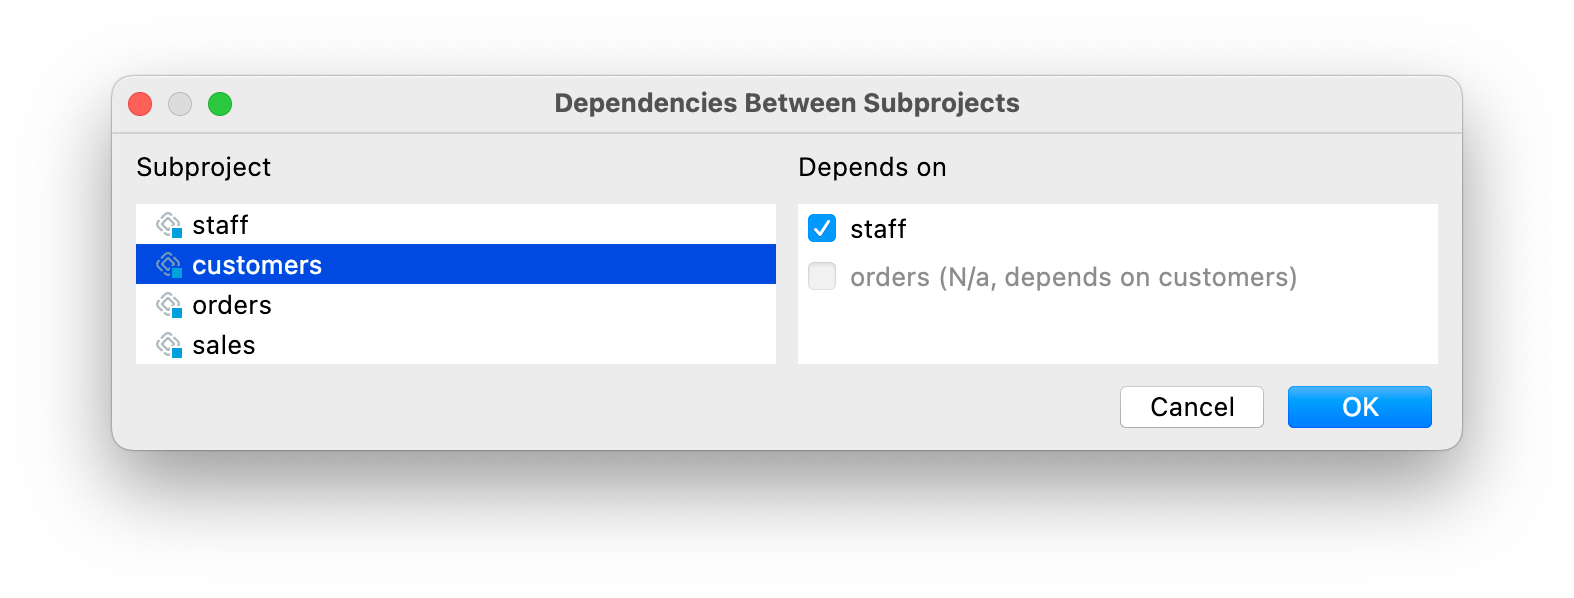 Dependencies Between Subprojects
Subproject
staff
customers
orders
sales
Depends on
staff
orders (N/a, depends on customers)
Cancel
OK